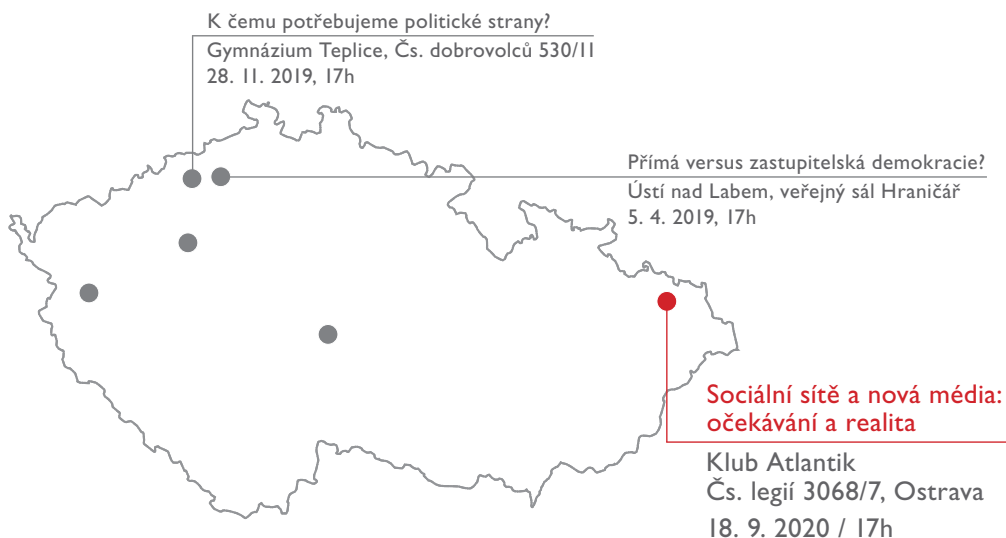 K čemu potřebujeme politické strany?
Gymnázium Teplice, Čs. dobrovolců 530/11
28. 11. 2019, 17h
Přímá versus zastupitelská demokracie?
Ústí nad Labem, veřejný sál Hraničář
5. 4. 2019, 17h
Sociální sítě a nová média:
očekávání a realita
Klub Atlantik
Čs. legií 3068/7, Ostrava
18. 9. 2020 / 17h